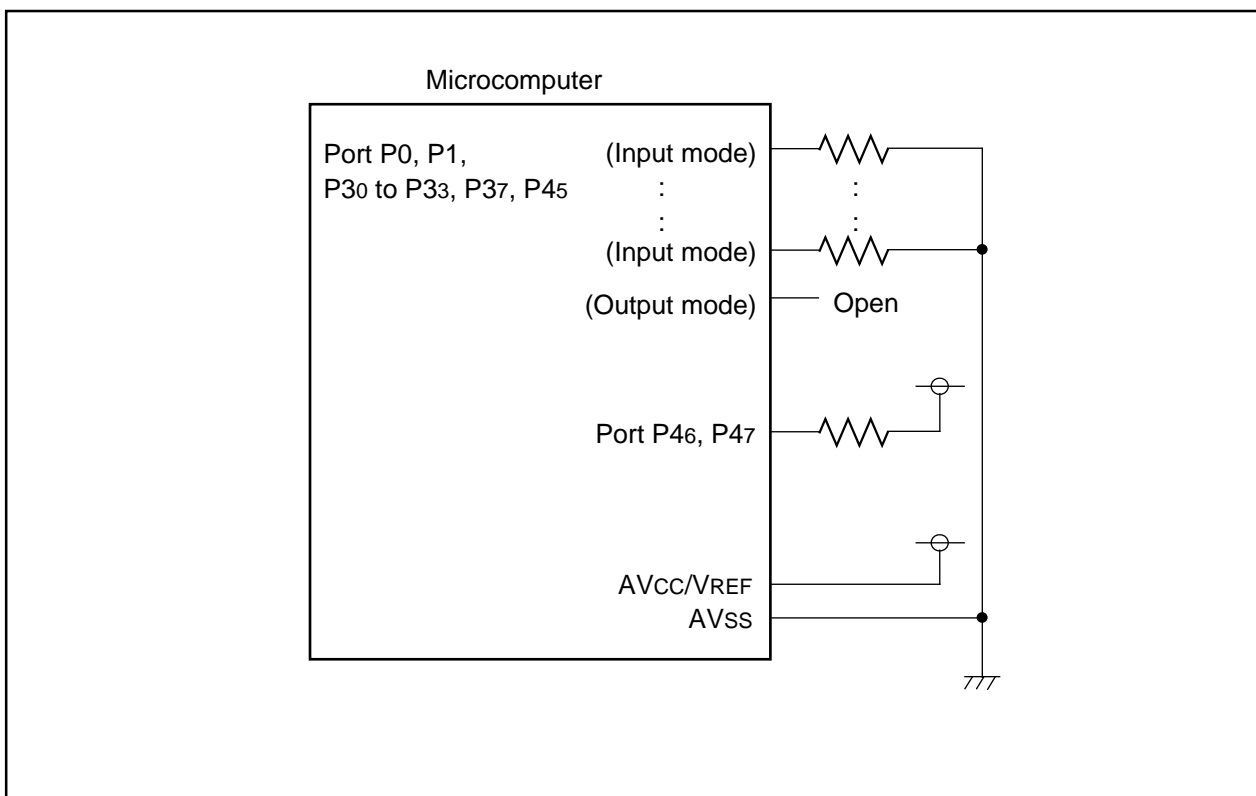 Microcomputer
Port P0, P1,
P30 to P33, P37, P45
(Input mode)
:
:
(Input mode)
(Output mode)
:
:
Open
Port P46, P47
AVCC/VREF
AVSS